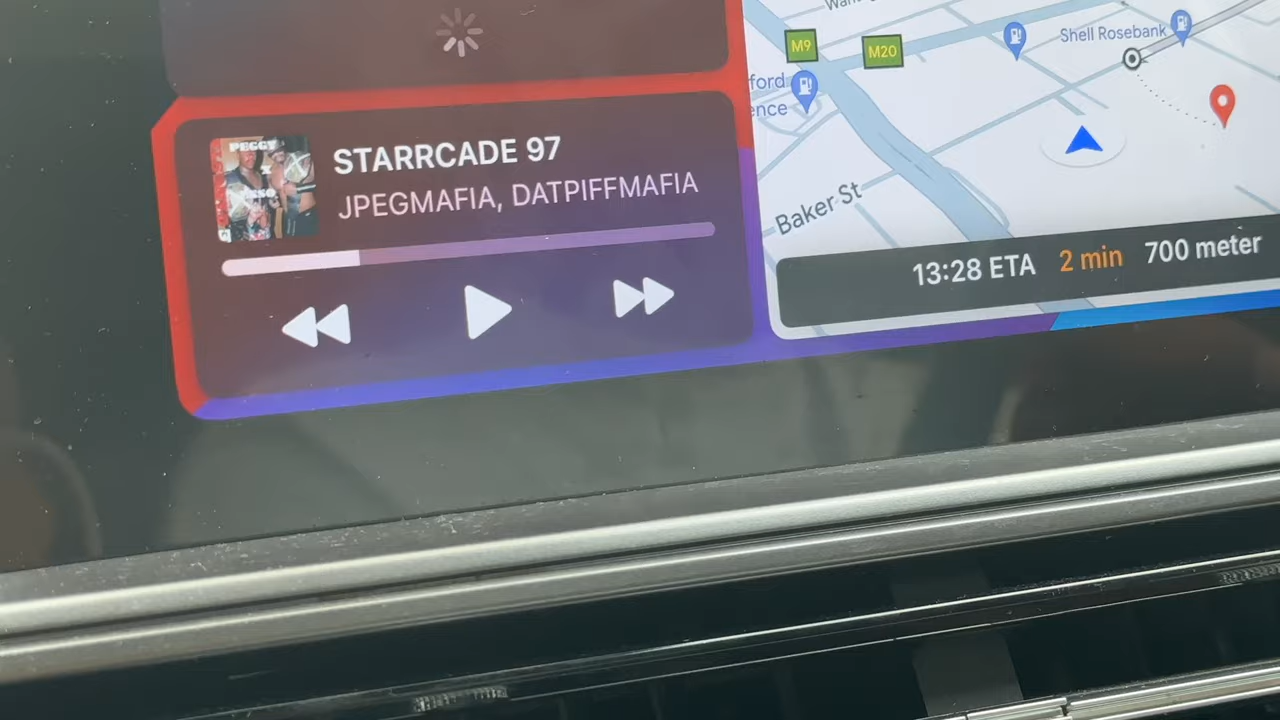 PEGGY
STARRCADE 97
JPEGMAFIA, DATPIFFMAFIA
M9
M20
Shell Rosebank
ford
ence
Baker St
13:28 ETA 2 min 700 meter